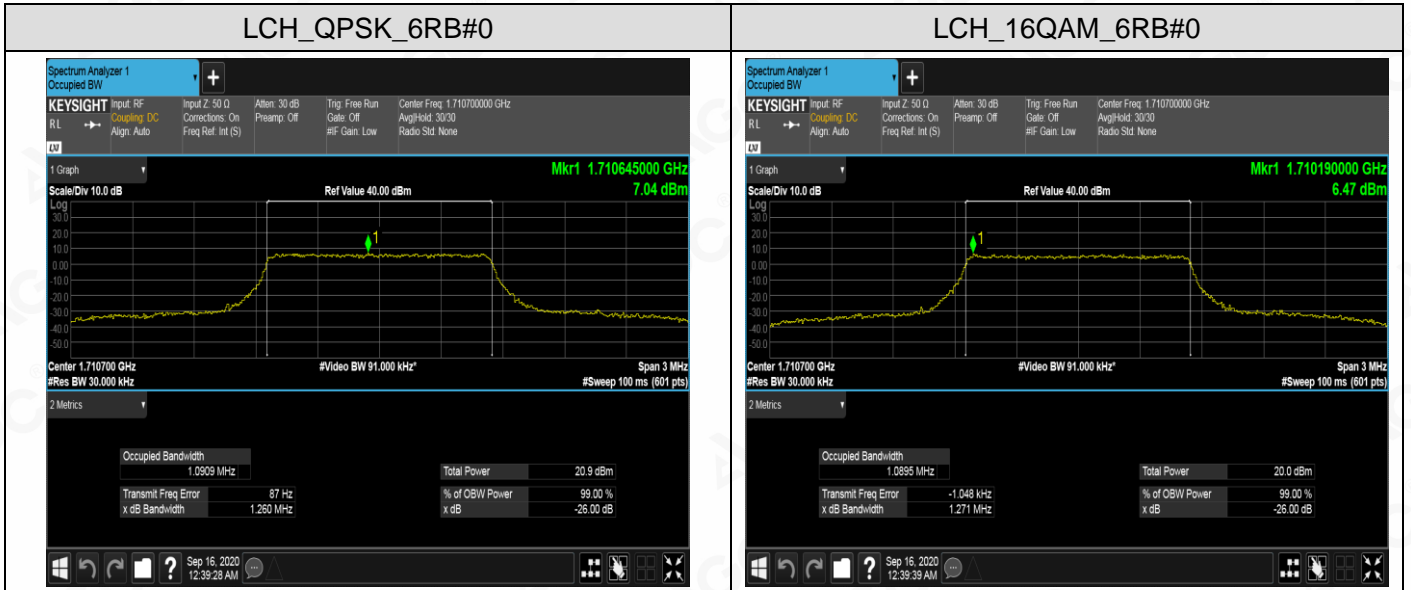 LCH_QPSK_6RB#0
Spectrum Analyzer 1
Occupied BW
+
KEYSIGHT Input: RF Input Z: 50 Ω Atten: 30 dB Trig: Free Run Center Freq: 1.710700000 GHz
RL Coupling: DC Corrections: On Preamp: Off Gate: Off Avg|Hold: 30/30
Align: Auto Freq Ref: Int (S) #IF Gain: Low Radio Std: None
LXI
1 Graph Mkr1 1.710645000 GHz
Scale/Div 10.0 dB Ref Value 40.00 dBm 7.04 dBm
Log
30.0
20.0
1
10.0
0.00
-10.0
-20.0
-30.0
-40.0
-50.0
Center 1.710700 GHz #Video BW 91.000 kHz* Span 3 MHz
#Res BW 30.000 kHz #Sweep 100 ms (601 pts)
2 Metrics
Occupied Bandwidth
1.0909 MHz Total Power 20.9 dBm
Transmit Freq Error 87 Hz % of OBW Power 99.00 %
x dB Bandwidth 1.260 MHz x dB -26.00 dB
? Sep 16, 2020
12:39:28 AM
LCH_16QAM_6RB#0
Spectrum Analyzer 1
Occupied BW
+
KEYSIGHT Input: RF Input Z: 50 Ω Atten: 30 dB Trig: Free Run Center Freq: 1.710700000 GHz
RL Coupling: DC Corrections: On Preamp: Off Gate: Off Avg|Hold: 30/30
Align: Auto Freq Ref: Int (S) #IF Gain: Low Radio Std: None
LXI
1 Graph Mkr1 1.710190000 GHz
Scale/Div 10.0 dB Ref Value 40.00 dBm 6.47 dBm
Log
30.0
20.0
1
10.0
0.00
-10.0
-20.0
-30.0
-40.0
-50.0
Center 1.710700 GHz #Video BW 91.000 kHz* Span 3 MHz
#Res BW 30.000 kHz #Sweep 100 ms (601 pts)
2 Metrics
Occupied Bandwidth
1.0895 MHz Total Power 20.0 dBm
Transmit Freq Error -1.048 kHz % of OBW Power 99.00 %
x dB Bandwidth 1.271 MHz x dB -26.00 dB
? Sep 16, 2020
12:39:39 AM